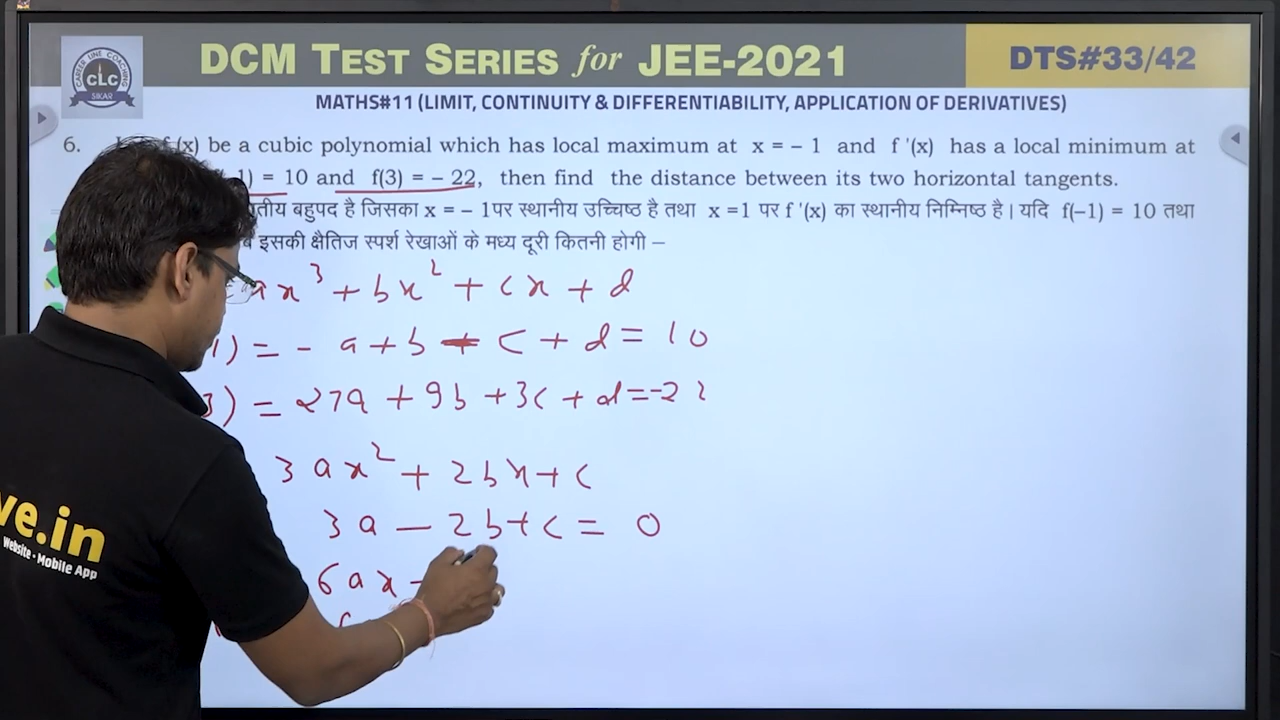 CAREER LINE COACHING
CLC
SIKAR
DCM TEST SERIES for JEE-2021
DTS#33/42
MATHS#11 (LIMIT, CONTINUITY & DIFFERENTIABILITY, APPLICATION OF DERIVATIVES)
6. (x) be a cubic polynomial which has local maximum at x = – 1 and f '(x) has a local minimum at
1) = 10 and f(3) = – 22, then find the distance between its two horizontal tangents.
बहुपद है जिसका x = – 1पर स्थानीय उच्चिष्ठ है तथा x =1 पर f '(x) का स्थानीय निम्निष्ठ है। यदि f(–1) = 10 तथा
इसकी क्षैतिज स्पर्श रेखाओं के मध्य दूरी कितनी होगी –
ax³ + bx² + cx + d
1) = - a + b - c + d = 10
3) = 27a + 9b + 3c + d = -22
3ax² + 2bx + c
3a - 2b + c = 0
6ax
ve.in
Website • Mobile App